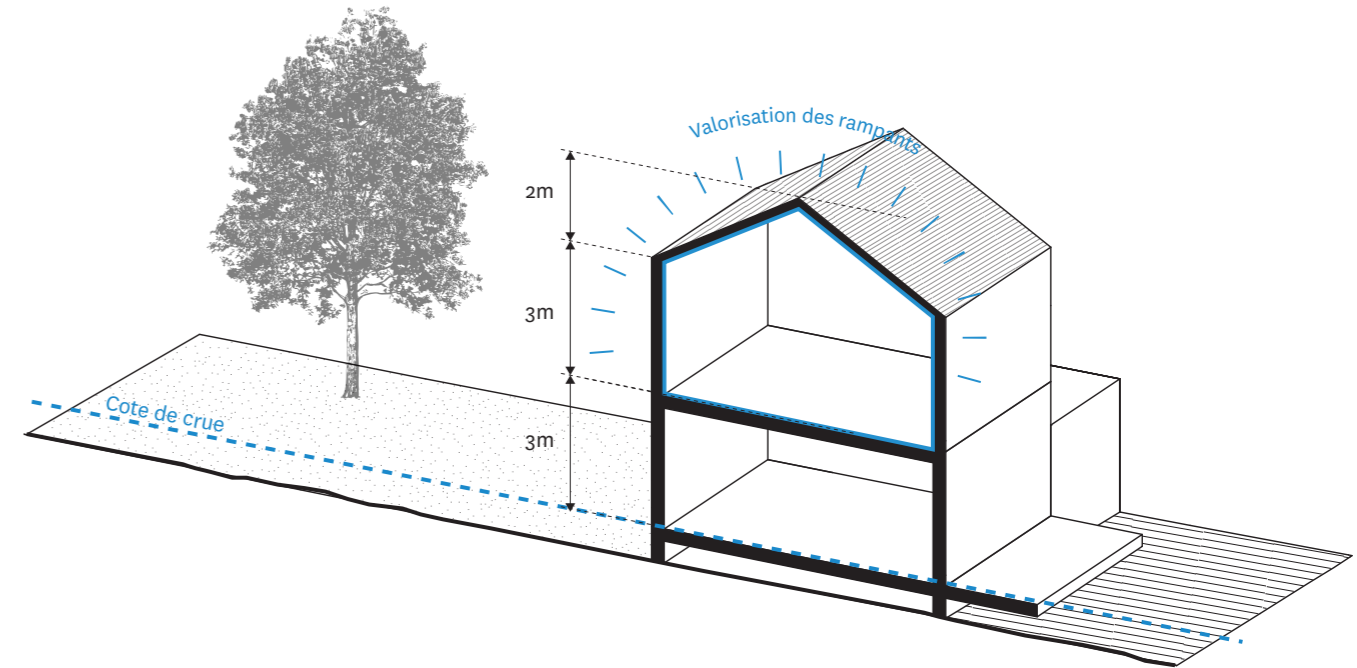 Valorisation des rampants
2m
3m
Cote de crue
3m